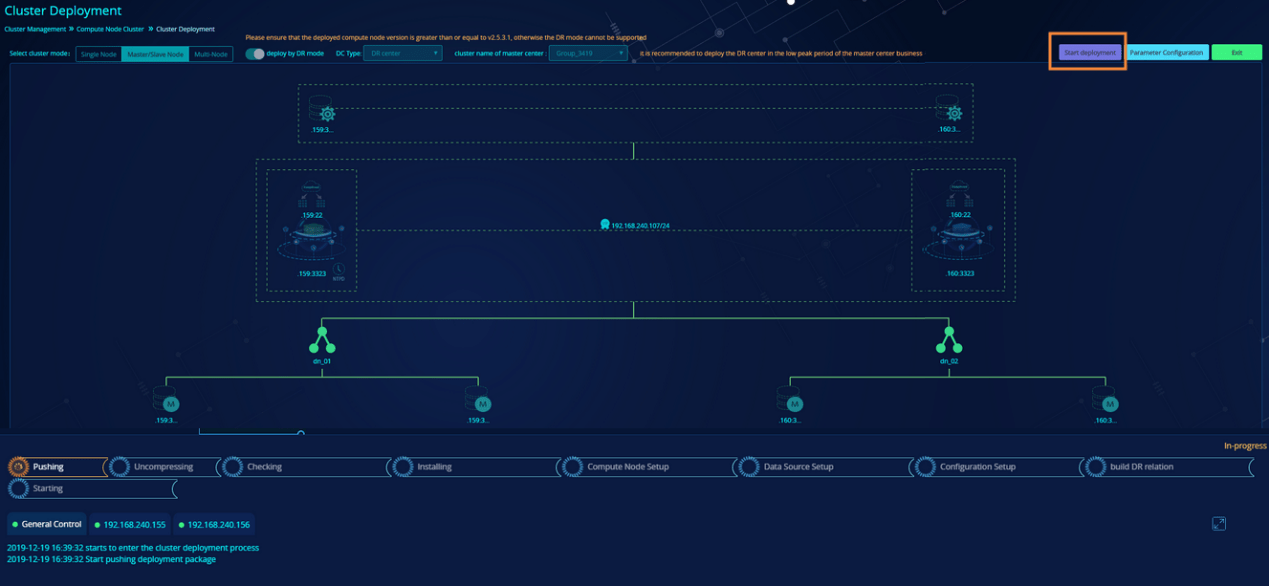 Cluster Deployment
Cluster Management » Compute Node Cluster » Cluster Deployment
Please ensure that the deployed compute node version is greater than or equal to v2.5.3.1, otherwise the DR mode cannot be supported
Select cluster mode: Single Node Master/Slave Node Multi-Node deploy by DR mode DC Type: DR center cluster name of master center : Group_3419 it is recommended to deploy the DR center in the low peak period of the master center business Start deployment Parameter Configuration Exit
.159:3... .160:3...
.159:22 .160:22
192.168.240.107/24
.159:3323 .160:3323
dn_01 dn_02
M M M M
.159:3... .159:3... .160:3... .160:3...
In-progress
Pushing Uncompressing Checking Installing Compute Node Setup Data Source Setup Configuration Setup build DR relation
Starting
General Control 192.168.240.155 192.168.240.156
2019-12-19 16:39:32 starts to enter the cluster deployment process
2019-12-19 16:39:32 Start pushing deployment package